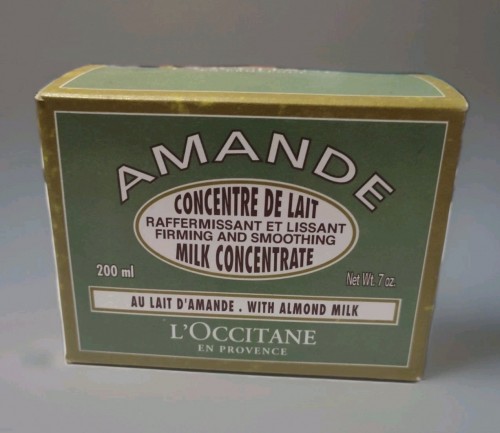 AMANDE
CONCENTRE DE LAIT
RAFFERMISSANT ET LISSANT
FIRMING AND SMOOTHING
MILK CONCENTRATE
200 ml
Net Wt. 7 oz.
AU LAIT D'AMANDE . WITH ALMOND MILK
L'OCCITANE
EN PROVENCE